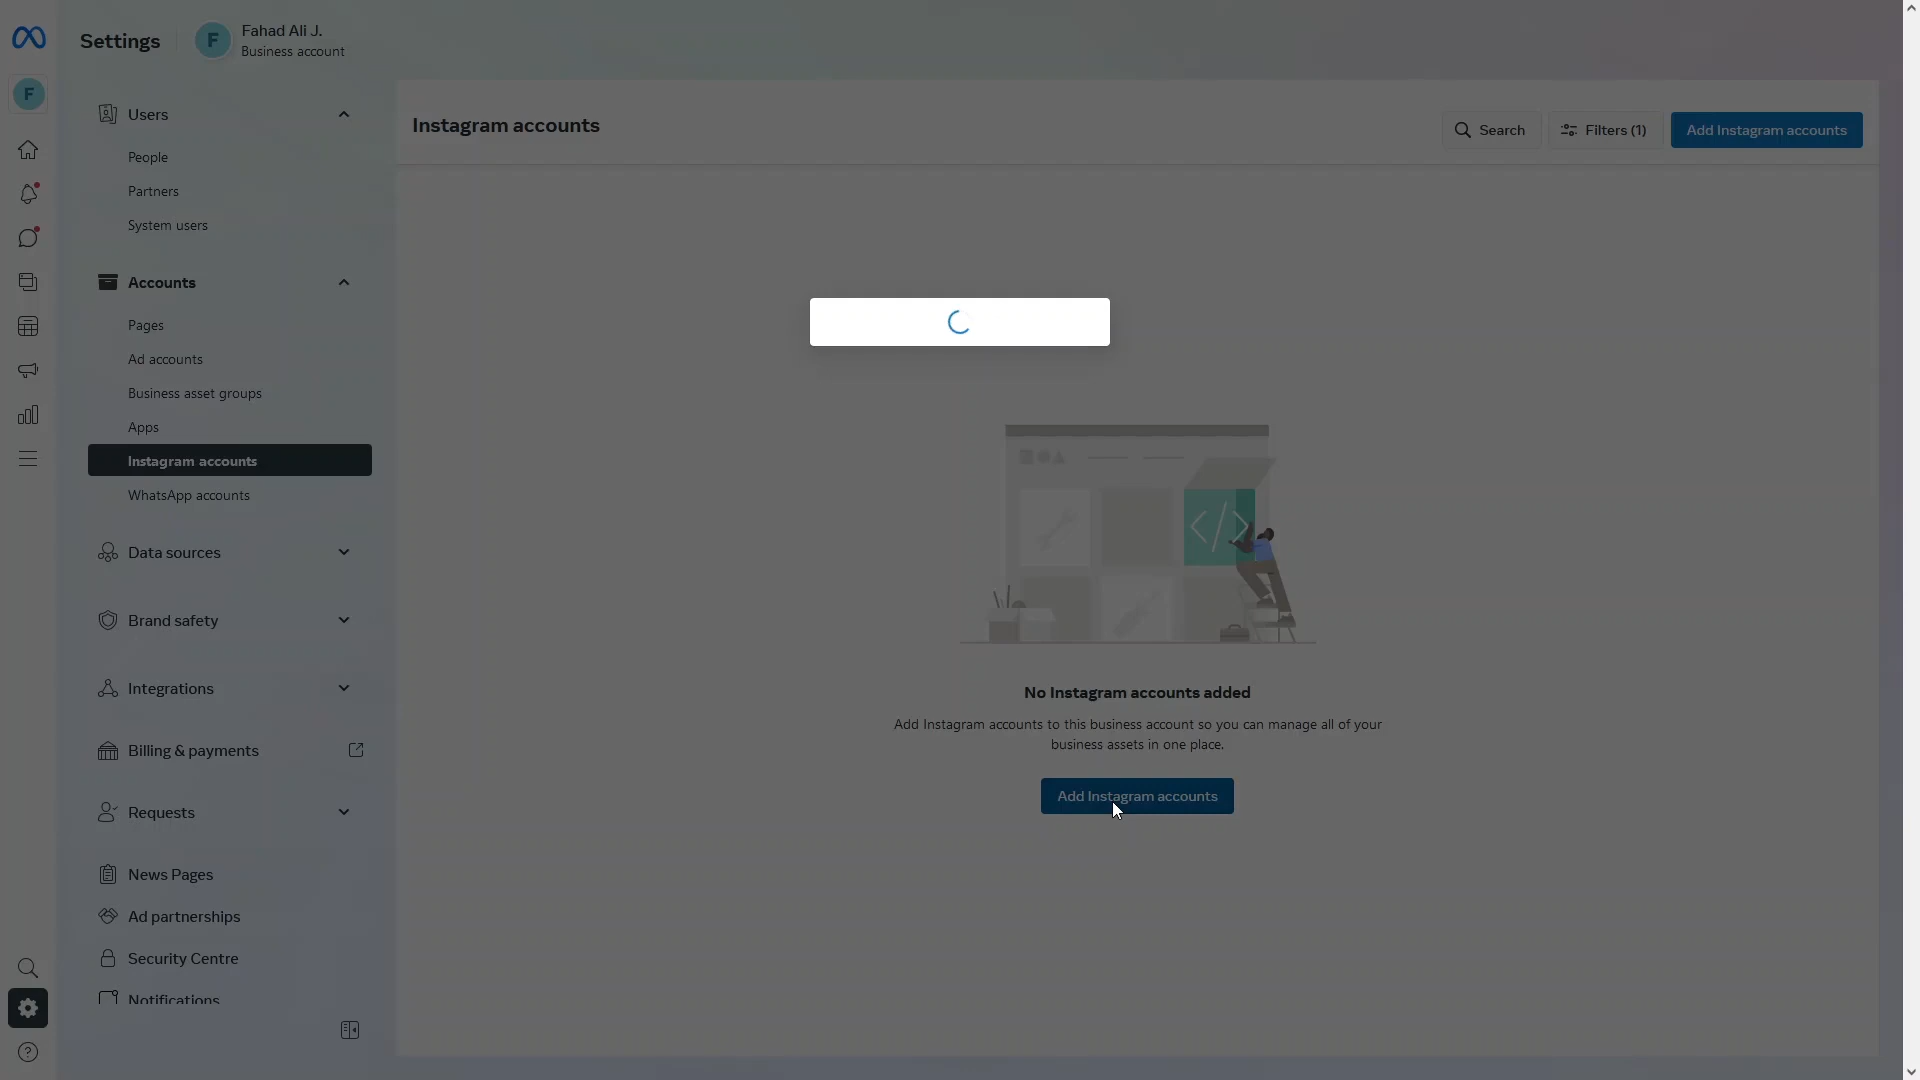 Settings
F
Fahad Ali J.
Business account
F
Users
People
Partners
System users
Accounts
Pages
Ad accounts
Business asset groups
Apps
Instagram accounts
WhatsApp accounts
Data sources
Brand safety
Integrations
Billing & payments
Requests
News Pages
Ad partnerships
Security Centre
Notifications
Instagram accounts
Search
Filters (1)
Add Instagram accounts
No Instagram accounts added
Add Instagram accounts to this business account so you can manage all of your
business assets in one place.
Add Instagram accounts